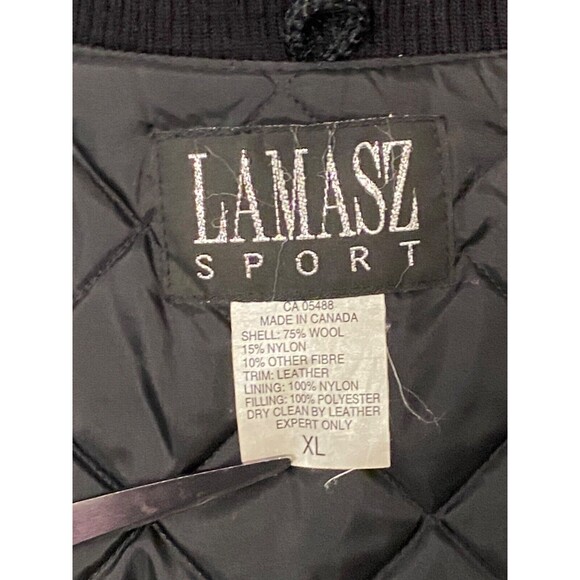 LAMASZ
SPORT
CA 05488
MADE IN CANADA
SHELL: 75% WOOL
15% NYLON
10% OTHER FIBRE
TRIM: LEATHER
LINING: 100% NYLON
FILLING: 100% POLYESTER
DRY CLEAN BY LEATHER
EXPERT ONLY
XL